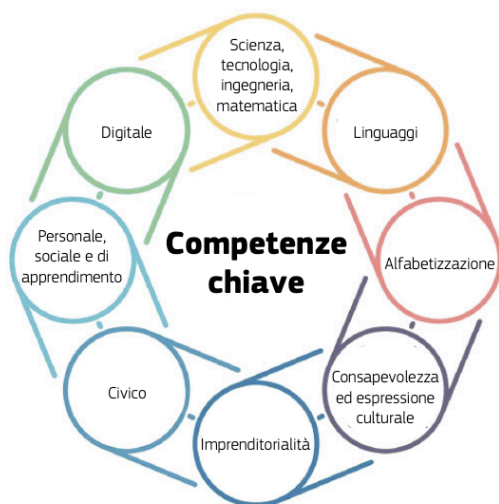 Scienza,
tecnologia,
ingegneria,
matematica
Digitale
Linguaggi
Personale,
sociale e di
apprendimento
Competenze
chiave
Alfabetizzazione
Civico
Consapevolezza
ed espressione
culturale
Imprenditorialità